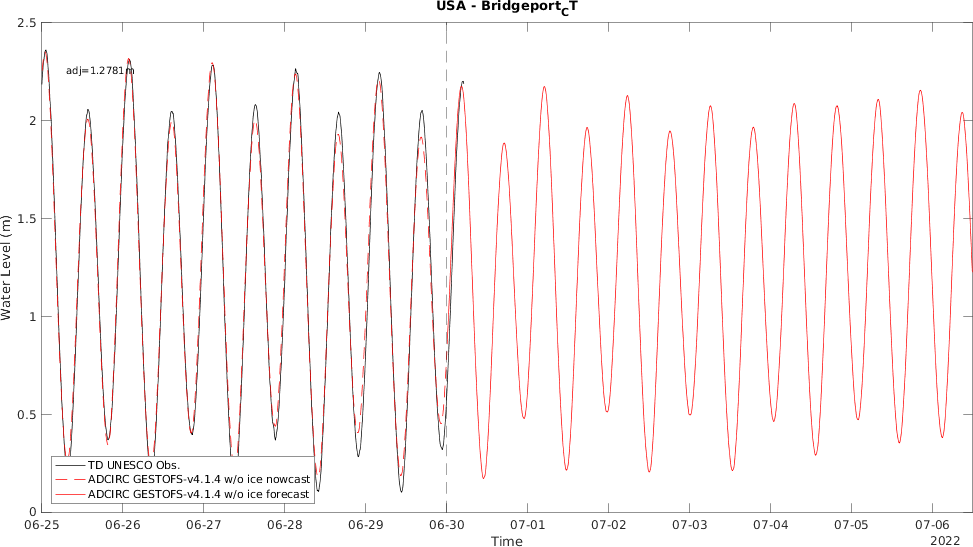 USA - Bridgeport_CT
adj=1.2781m
2.5
2
1.5
1
0.5
0
Water Level (m)
TD UNESCO Obs.
ADCIRC GESTOFS-v4.1.4 w/o ice nowcast
ADCIRC GESTOFS-v4.1.4 w/o ice forecast
06-25 06-26 06-27 06-28 06-29 06-30 07-01 07-02 07-03 07-04 07-05 07-06
Time
2022